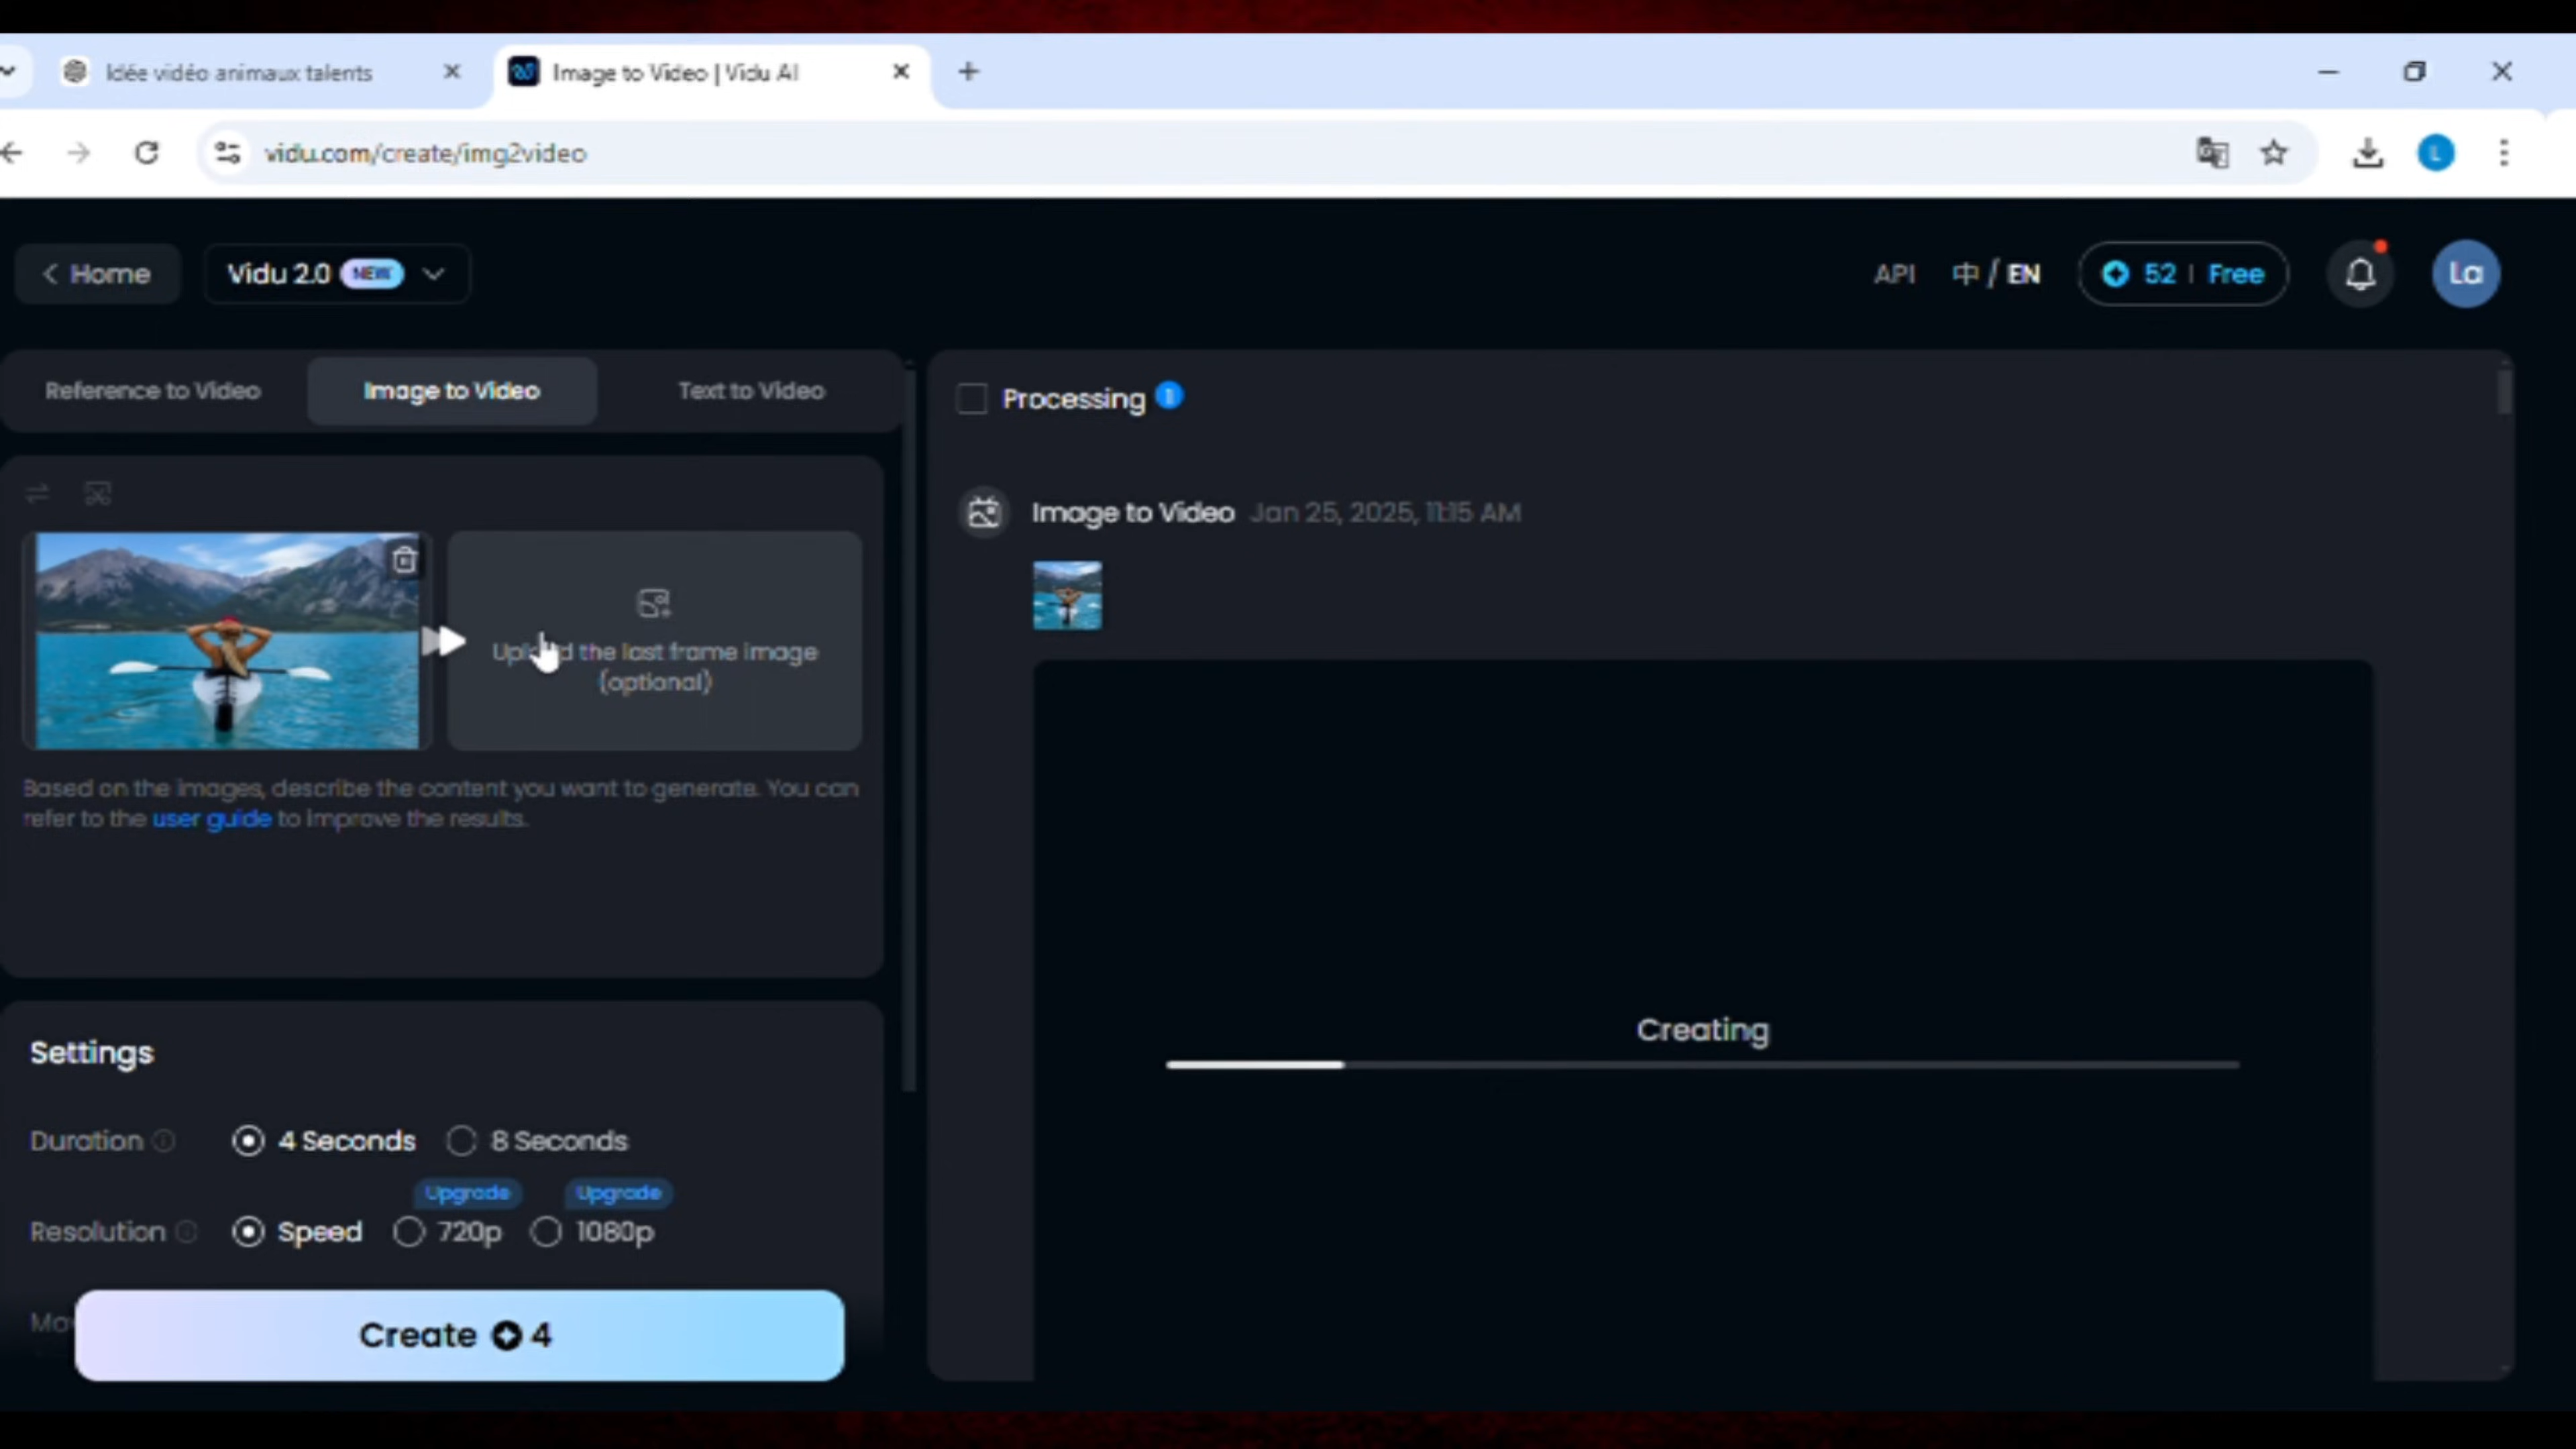 Idée vidéo animaux talents
Image to Video | Vidu AI
vidu.com/create/img2video
L
Home
Vidu 2.0 NEW
API
中 / EN
52 | Free
La
Reference to Video
Image to Video
Text to Video
Processing 1
Image to Video Jan 25, 2025, 11:15 AM
the last frame image
(optional)
Based on the images, describe the content you want to generate. You can
refer to the user guide to improve the results.
Creating
Settings
Duration
4 Seconds
8 Seconds
Upgrade
Upgrade
Resolution
Speed
720p
1080p
Create 4